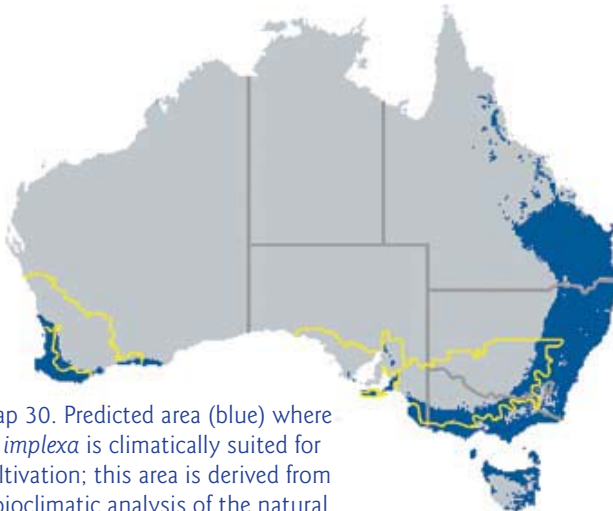 ap 30. Predicted area (blue) where
implexa is climatically suited for
ltivation; this area is derived from
bioclimatic analysis of the natural